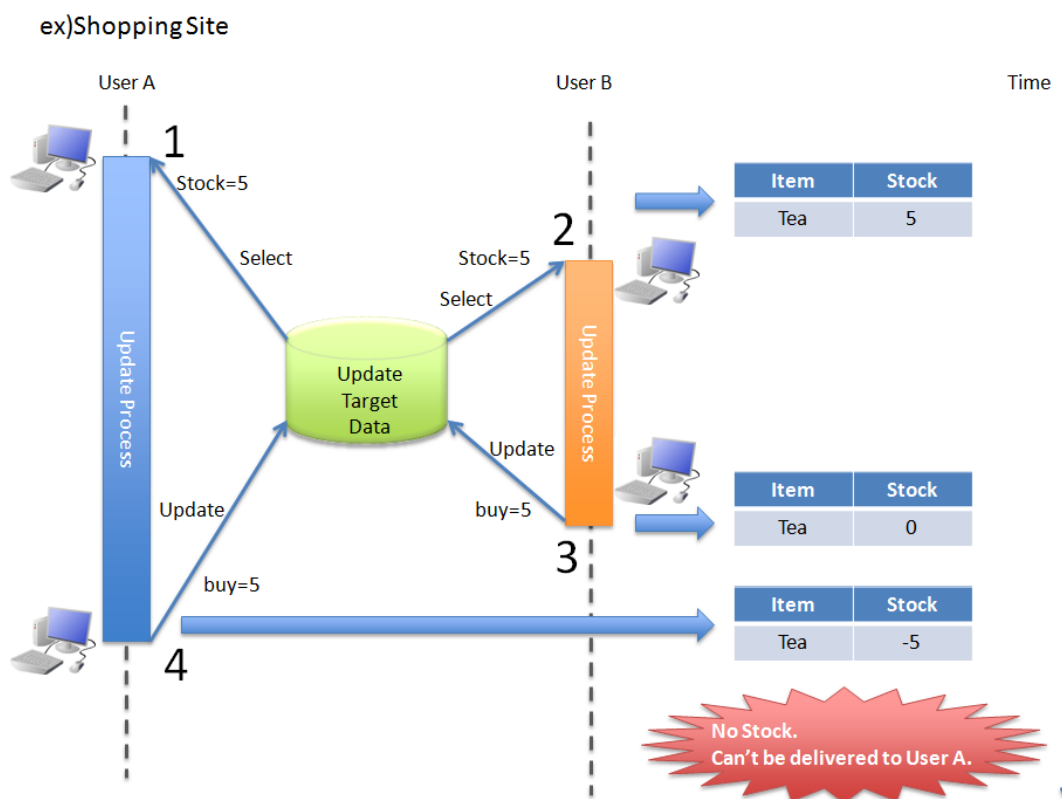 ex)Shopping Site
User A
User B
Time
1
Stock=5
Select
2
Stock=5
Select
Item Stock
Tea 5
Update Process
Update
Target
Data
Update Process
Update
buy=5
3
Item Stock
Tea 0
Update
buy=5
4
Item Stock
Tea -5
No Stock.
Can't be delivered to User A.